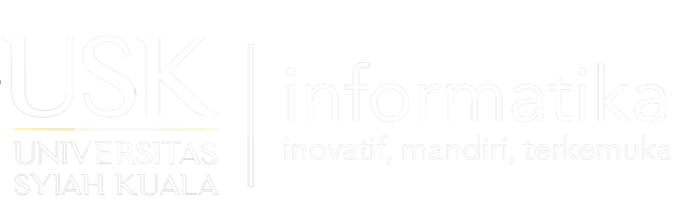 USK
UNIVERSITAS
SYIAH KUALA
informatika
inovatif, mandiri, terkemuka